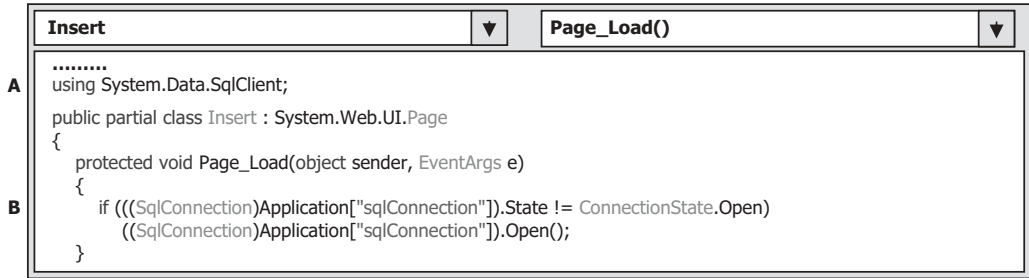 Insert Page_Load()
.........
A using System.Data.SqlClient;
public partial class Insert : System.Web.UI.Page
{
protected void Page_Load(object sender, EventArgs e)
{
B if (((SqlConnection)Application["sqlConnection"]).State != ConnectionState.Open)
((SqlConnection)Application["sqlConnection"]).Open();
}